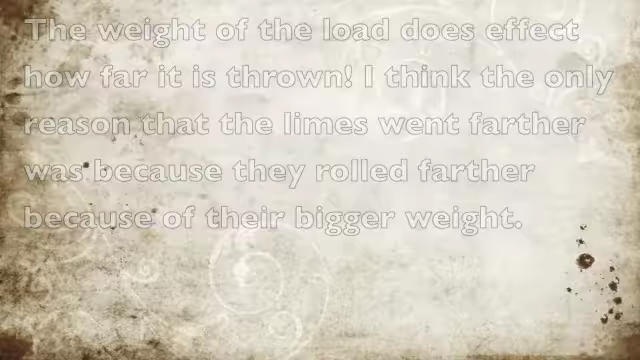 The weight of the load does effect
how far it is thrown! I think the only
reason that the limes went farther
was because they rolled farther
because of their bigger weight.